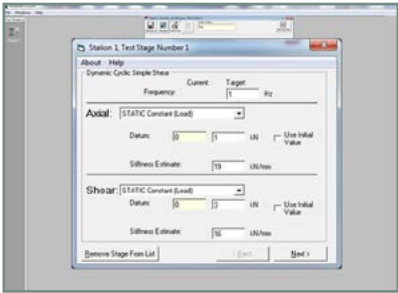 Station 1, Test Stage Number 1
About Help
Dynamic Cyclic Simple Shear
Current: Target:
Frequency: 1 Hz
Axial: STATIC Constant (Load)
Datum: 0 1 kN Use Initial Value
Stiffness Estimate: 19 kN/mm
Shear: STATIC Constant (Load)
Datum: 0 3 kN Use Initial Value
Stiffness Estimate: 16 kN/mm
Remove Stage From List Next >